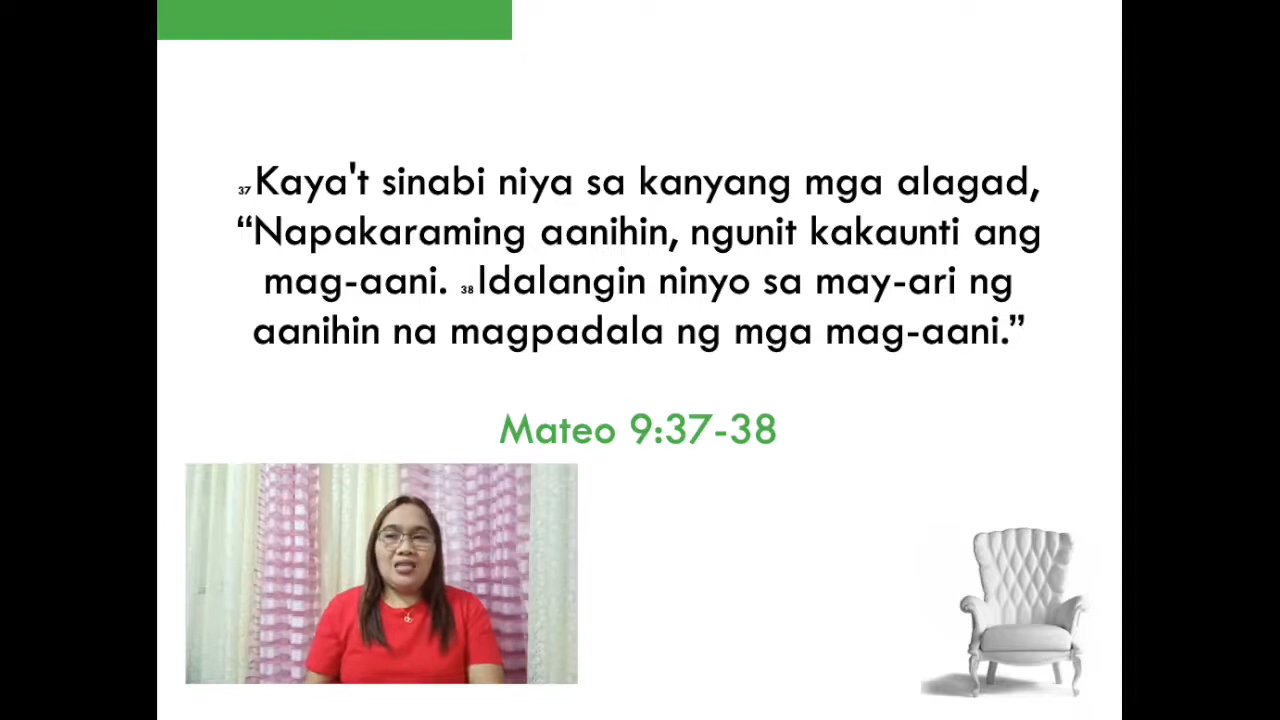 37Kaya't sinabi niya sa kanyang mga alagad,
“Napakaraming aanihin, ngunit kakaunti ang
mag-aani. 38Idalangin ninyo sa may-ari ng
aanihin na magpadala ng mga mag-aani.”
Mateo 9:37-38